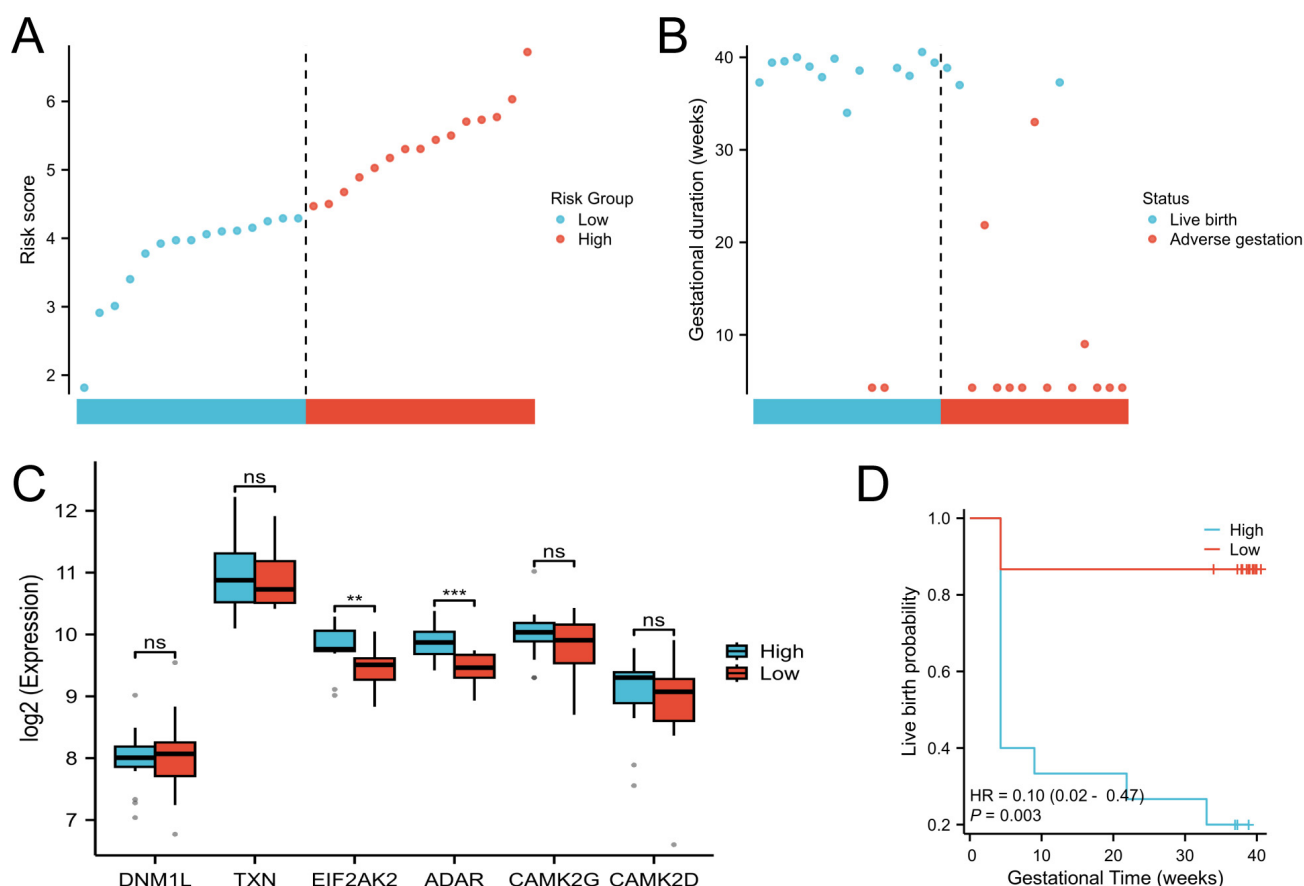 A
Risk score
6
5
4
3
2
Risk Group
Low
High
B
Gestational duration (weeks)
40
30
20
10
Status
Live birth
Adverse gestation
C
log2 (Expression)
12
11
10
9
8
7
ns
ns
**
***
ns
ns
High
Low
DNM1L TXN EIF2AK2 ADAR CAMK2G CAMK2D
D
Live birth probability
1.0
0.8
0.6
0.4
0.2
High
Low
HR = 0.10 (0.02 - 0.47)
P = 0.003
0 10 20 30 40
Gestational Time (weeks)